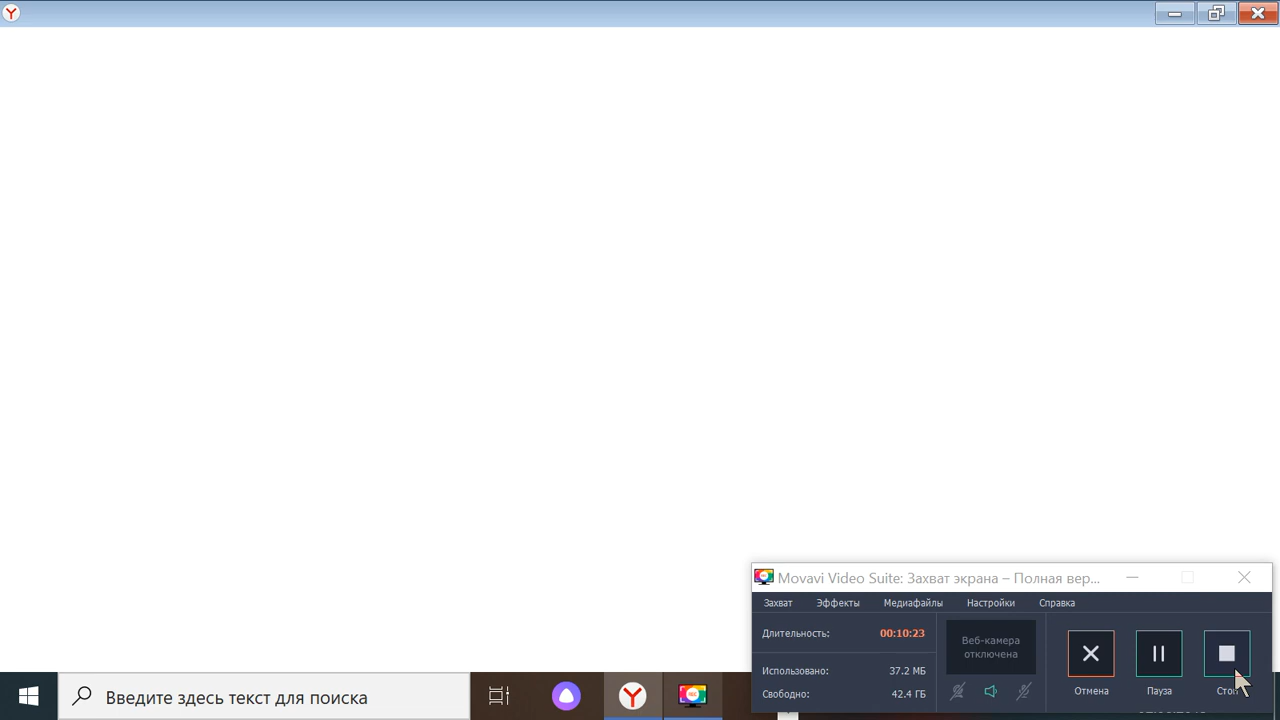 Movavi Video Suite: Захват экрана – Полная вер...
Захват Эффекты Медиафайлы Настройки Справка
Длительность: 00:10:23
Веб-камера
отключена
Использовано: 37.2 МБ
Свободно: 42.4 ГБ
Отмена Пауза Стоп
Введите здесь текст для поиска